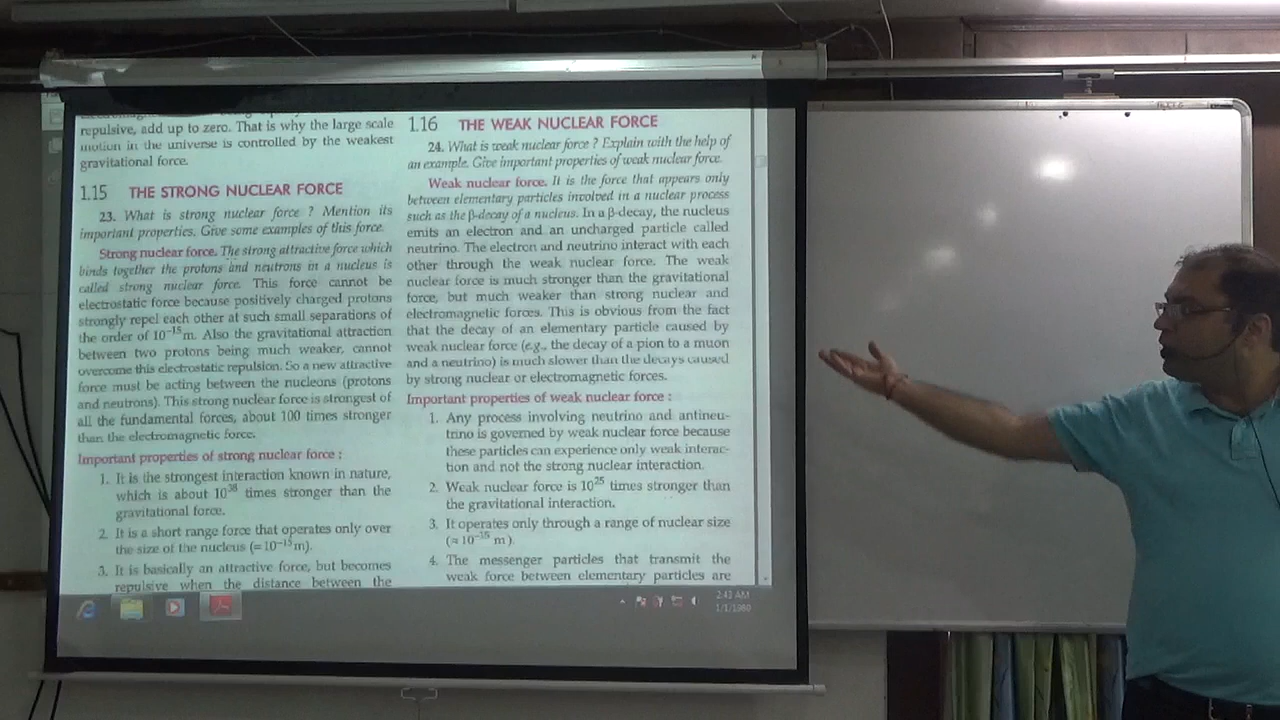 repulsive, add up to zero. That is why the large scale
motion in the universe is controlled by the weakest
gravitational force.
1.15 THE STRONG NUCLEAR FORCE
23. What is strong nuclear force ? Mention its
important properties. Give some examples of this force.
Strong nuclear force. The strong attractive force which
binds together the protons and neutrons in a nucleus is
called strong nuclear force. This force cannot be
electrostatic force because positively charged protons
strongly repel each other at such small separations of
the order of 10⁻¹⁵ m. Also the gravitational attraction
between two protons being much weaker, cannot
overcome this electrostatic repulsion. So a new attractive
force must be acting between the nucleons (protons
and neutrons). This strong nuclear force is strongest of
all the fundamental forces, about 100 times stronger
than the electromagnetic force.
Important properties of strong nuclear force :
1. It is the strongest interaction known in nature,
which is about 10³⁸ times stronger than the
gravitational force.
2. It is a short range force that operates only over
the size of the nucleus (≈ 10⁻¹⁵ m).
3. It is basically an attractive force, but becomes
repulsive when the distance between the
1.16 THE WEAK NUCLEAR FORCE
24. What is weak nuclear force ? Explain with the help of
an example. Give important properties of weak nuclear force.
Weak nuclear force. It is the force that appears only
between elementary particles involved in a nuclear process
such as the β-decay of a nucleus. In a β-decay, the nucleus
emits an electron and an uncharged particle called
neutrino. The electron and neutrino interact with each
other through the weak nuclear force. The weak
nuclear force is much stronger than the gravitational
force, but much weaker than strong nuclear and
electromagnetic forces. This is obvious from the fact
that the decay of an elementary particle caused by
weak nuclear force (e.g., the decay of a pion to a muon
and a neutrino) is much slower than the decays caused
by strong nuclear or electromagnetic forces.
Important properties of weak nuclear force :
1. Any process involving neutrino and antineu-
trino is governed by weak nuclear force because
these particles can experience only weak interac-
tion and not the strong nuclear interaction.
2. Weak nuclear force is 10²⁵ times stronger than
the gravitational interaction.
3. It operates only through a range of nuclear size
(≈ 10⁻¹⁵ m).
4. The messenger particles that transmit the
weak force between elementary particles are
2:43 AM
1/1/1980